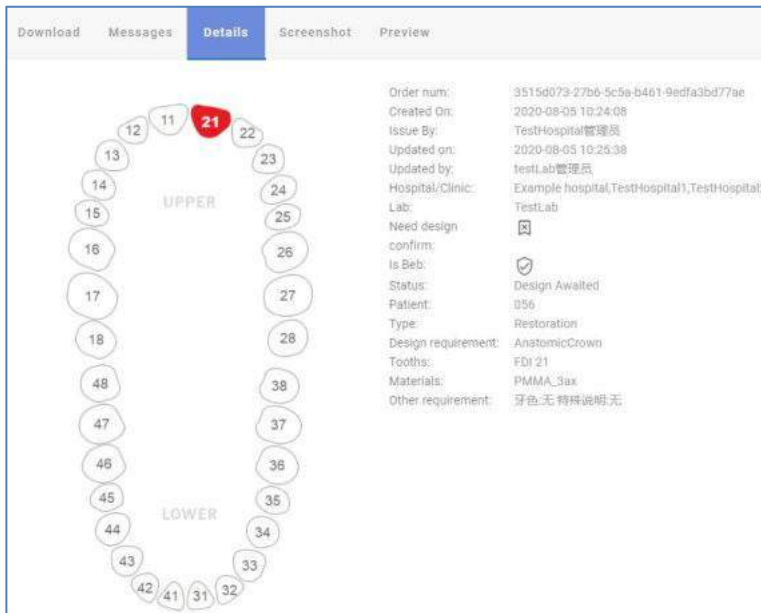 Download Messages Details Screenshot Preview
11 21
12 22
13 23
14 24
UPPER
15 25
16 26
17 27
18 28
48 38
47 37
46 36
45 35
LOWER
44 34
43 33
42 41 31 32
Order num: 3515d073-27b6-5c5a-b461-9edfa3bd77ae
Created On: 2020-08-05 10:24:08
Issue By: TestHospital管理员
Updated on: 2020-08-05 10:25:38
Updated by: testLab管理员
Hospital/Clinic: Example hospital,TestHospital1,TestHospital
Lab: TestLab
Need design
confirm:
Is Beb:
Status: Design Awaited
Patient: 056
Type: Restoration
Design requirement: AnatomicCrown
Tooths: FDI 21
Materials: PMMA_3ax
Other requirement: 牙色:无 特殊说明:无